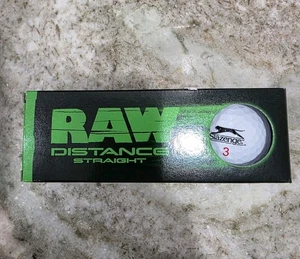 RAW
DISTANCE
STRAIGHT
Slazenger
3